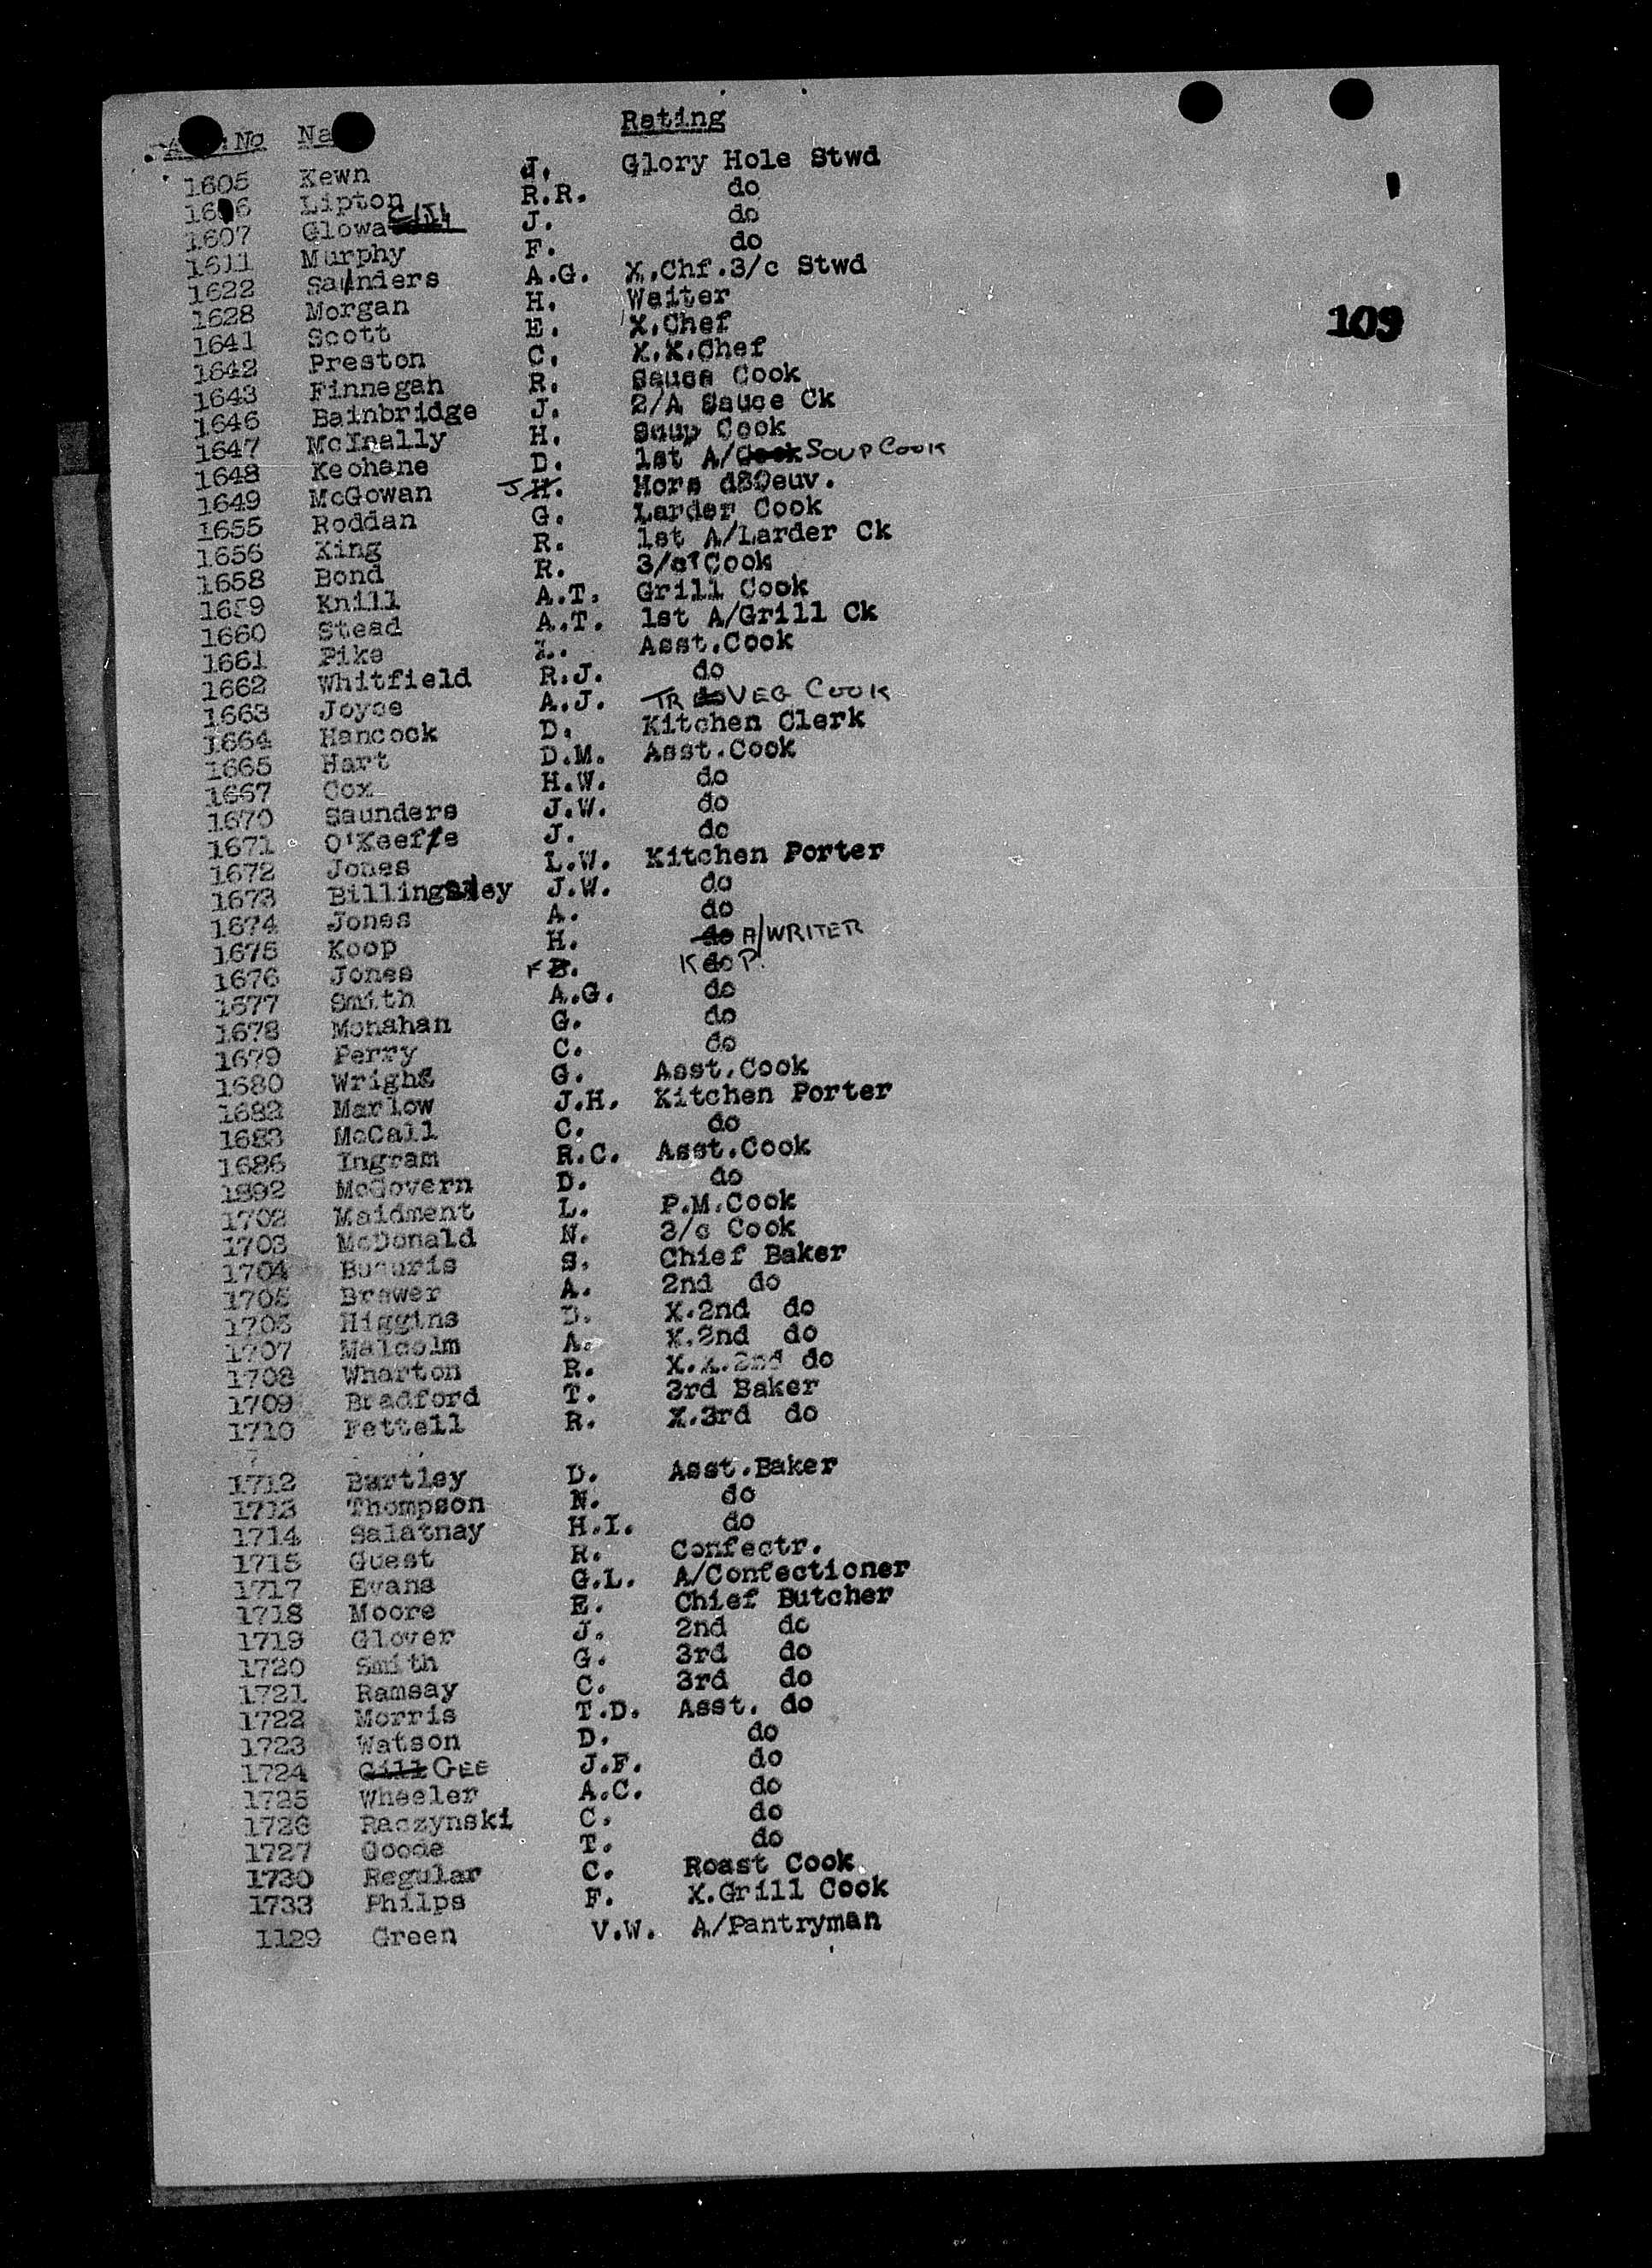 No Na Rating
1605 Kewn J. Glory Hole Stwd
1606 Lipton R.R. do
1607 Glowa J. do
1611 Murphy F. do
1622 Saunders A.G. X.Chf.3/c Stwd
1628 Morgan H. Waiter
1641 Scott E. X.Chef
1642 Preston C. X.X.Chef
1643 Finnegan R. Sauce Cook
1646 Bainbridge J. 2/A Sauce Ck
1647 McInally H. Soup Cook
1648 Keohane D. 1st A/Cook SOUP COOK
1649 McGowan J H. Hors d8Oeuv.
1655 Roddan G. Larder Cook
1656 King R. 1st A/Larder Ck
1658 Bond R. 3/c Cook
1659 Knill A.T. Grill Cook
1660 Stead A.T. 1st A/Grill Ck
1661 Pike L. Asst.Cook
1662 Whitfield R.J. do
1663 Joyce A.J. TR do VEG COOK
1664 Hancock D. Kitchen Clerk
1665 Hart D.M. Asst.Cook
1667 Cox H.W. do
1670 Saunders J.W. do
1671 O'Keeffe J. do
1672 Jones L.W. Kitchen Porter
1673 Billingsley J.W. do
1674 Jones A. do
1675 Koop H. do A/WRITER
1676 Jones F B. K do P.
1677 Smith A.G. do
1678 Monahan G. do
1679 Perry C. do
1680 Wright G. Asst.Cook
1682 Marlow J.H. Kitchen Porter
1683 McCall C. do
1686 Ingram R.C. Asst.Cook
1892 McGovern D. do
1702 Maidment L. P.M.Cook
1703 McDonald N. 3/c Cook
1704 S. Chief Baker
1705 Brewer A. 2nd do
1706 Higgins D. X.2nd do
1707 Malcolm A. X.2nd do
1708 Wharton R. X.X.2nd do
1709 Bradford T. 3rd Baker
1710 Fettell R. X.3rd do
1712 Bartley D. Asst.Baker
1713 Thompson N. do
1714 Salatnay H.I. do
1715 Guest R. Confectr.
1717 Evans G.L. A/Confectioner
1718 Moore E. Chief Butcher
1719 Glover J. 2nd do
1720 Smith G. 3rd do
1721 Ramsay C. 3rd do
1722 Morris T.D. Asst. do
1723 Watson D. do
1724 Gill GEE J.F. do
1725 Wheeler A.C. do
1726 Raczynski C. do
1727 Goode T. do
1730 Regular C. Roast Cook
1733 Philps F. X.Grill Cook
1129 Green V.W. A/Pantryman
109